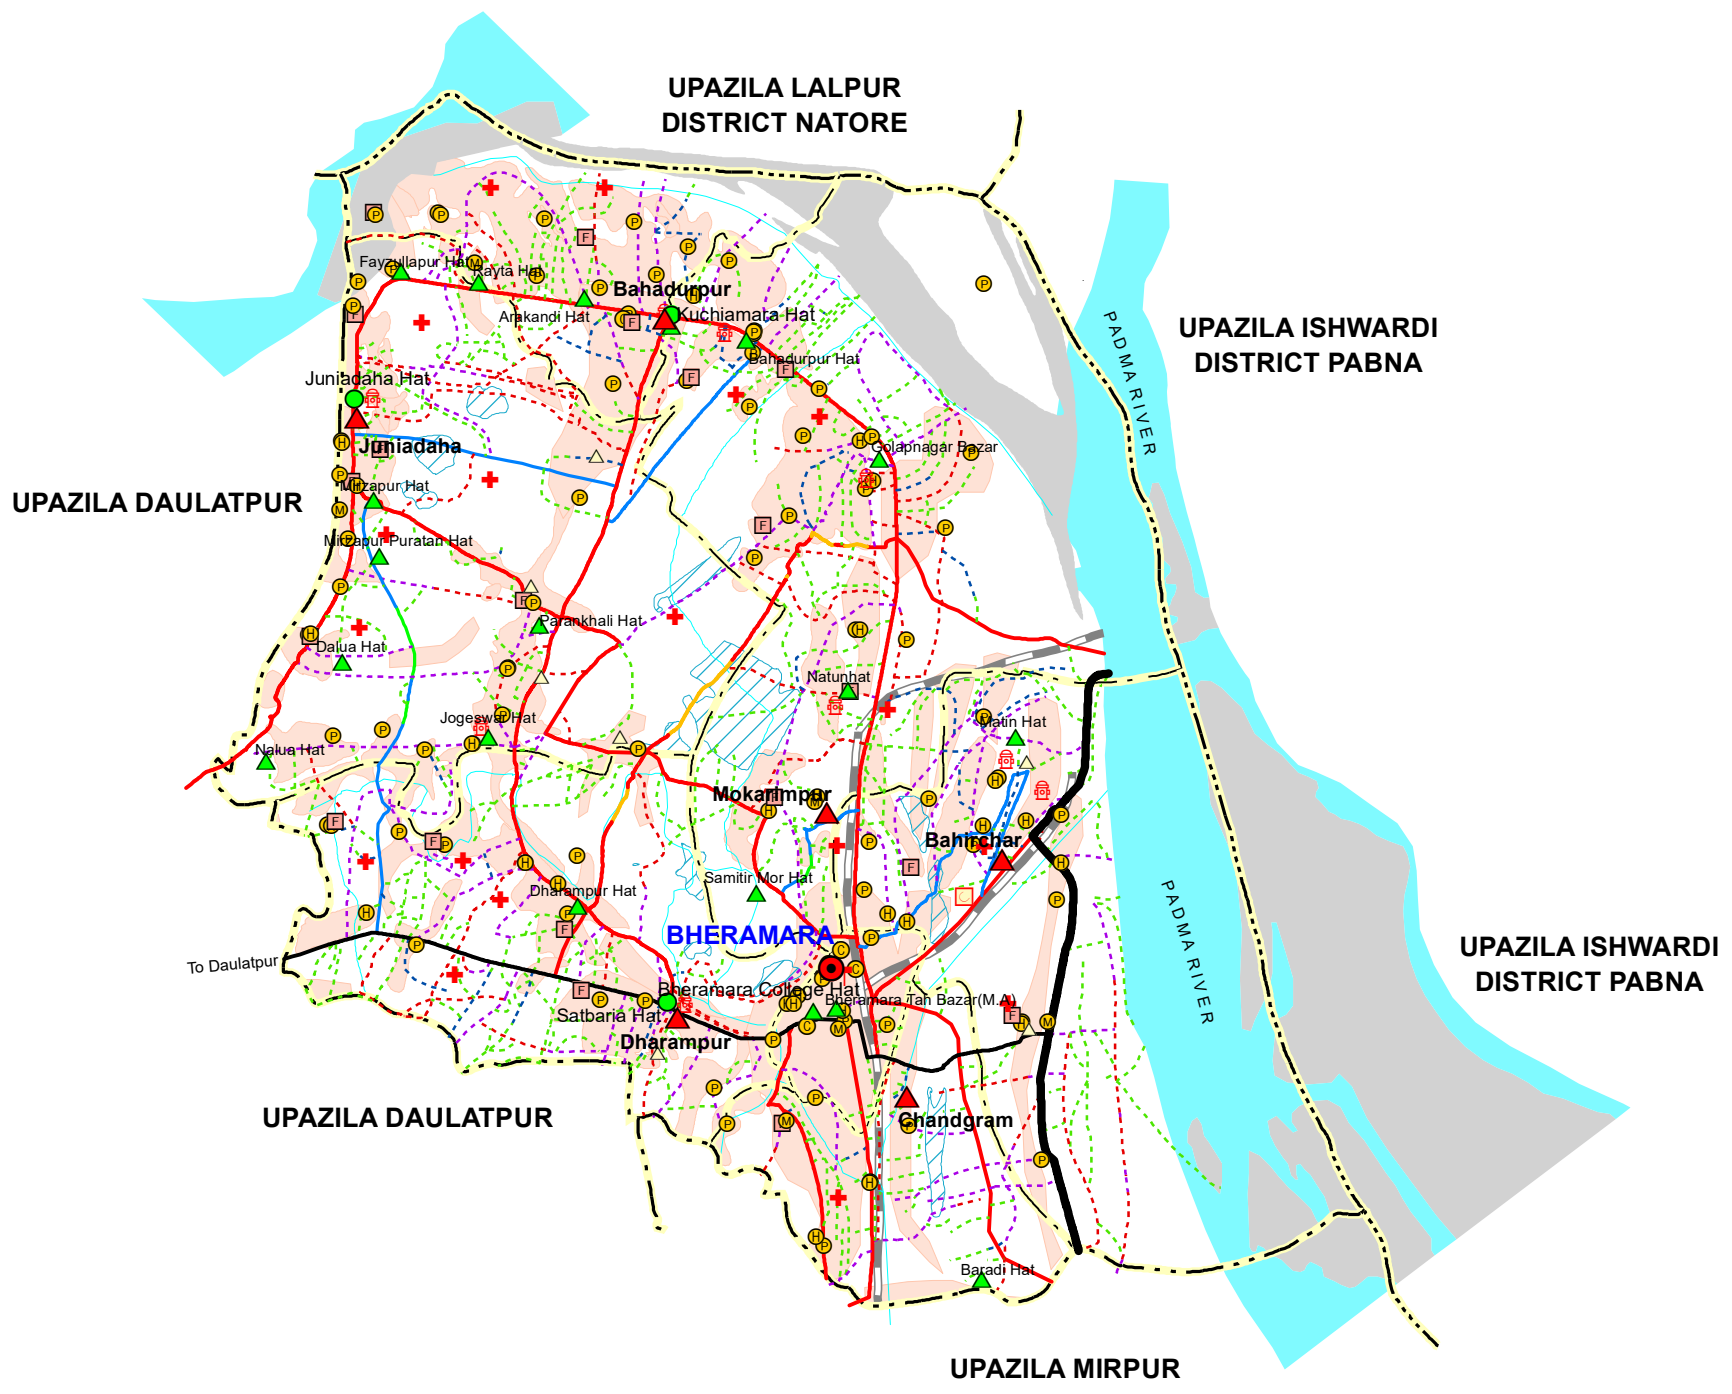 UPAZILA LALPUR
DISTRICT NATORE
UPAZILA ISHWARDI
DISTRICT PABNA
PADMA RIVER
Fayzullapur Hat
Rayta Hat
Bahadurpur
Arakandi Hat
Kuchiamara Hat
Bahadurpur Hat
Juniadaha Hat
Juniadaha
Golapnagar Bazar
UPAZILA DAULATPUR
Mirzapur Hat
Mirzapur Puratan Hat
Parankhali Hat
Dalua Hat
Natunhat
Jogeswar Hat
Matin Hat
Nalua Hat
Mokarimpur
Bahirchar
Samitir Mor Hat
Dharampur Hat
BHERAMARA
PADMA RIVER
UPAZILA ISHWARDI
DISTRICT PABNA
To Daulatpur
Bheramara College Hat
Bheramara Tan Bazar(M.A)
Satbaria Hat
Dharampur
UPAZILA DAULATPUR
Chandgram
Baradi Hat
UPAZILA MIRPUR